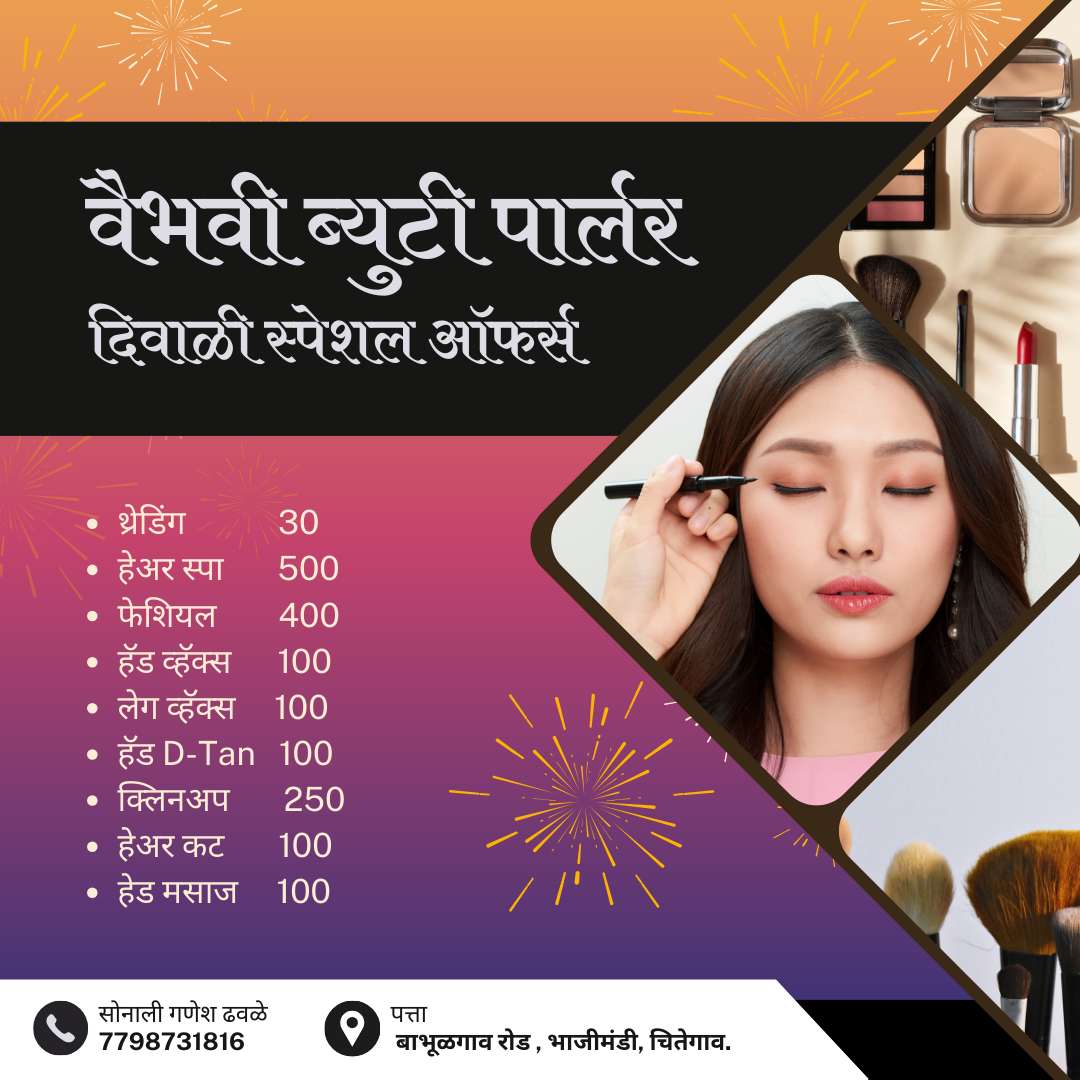 वैभवी ब्युटी पार्लर
दिवाळी स्पेशल ऑफर्स
• थ्रेडिंग 30
• हेअर स्पा 500
• फेशियल 400
• हॅड व्हॅक्स 100
• लेग व्हॅक्स 100
• हॅड D-Tan 100
• क्लिनअप 250
• हेअर कट 100
• हेड मसाज 100
सोनाली गणेश ढवळे
7798731816
पत्ता
बाभूळगाव रोड , भाजीमंडी, चितेगाव.